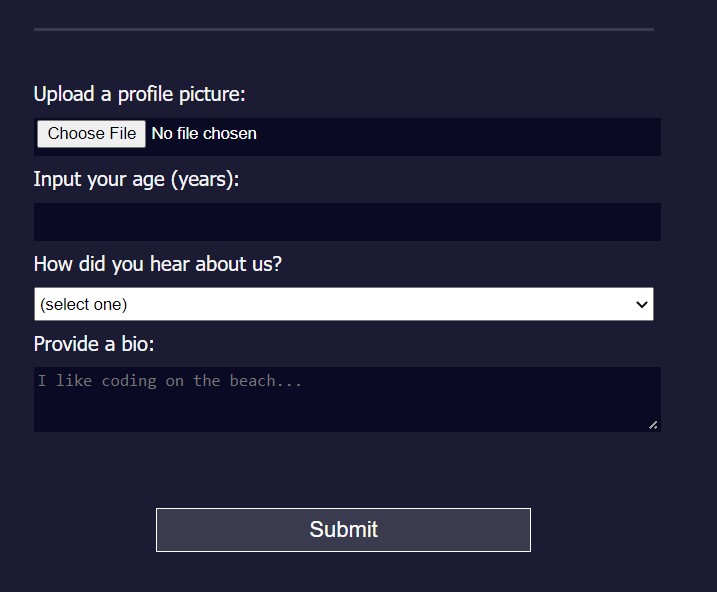 Upload a profile picture:
Choose File No file chosen
Input your age (years):
How did you hear about us?
(select one)
Provide a bio:
I like coding on the beach...
Submit